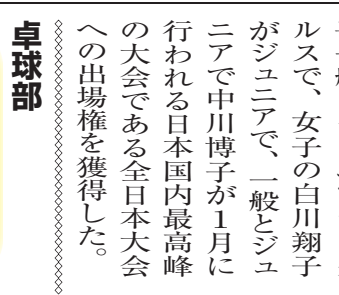 ルスで、女子の白川翔子
がジュニアで、一般とジュ
ニアで中川博子が1月に
行われる日本国内最高峰
の大会である全日本大会
への出場権を獲得した。
卓球部